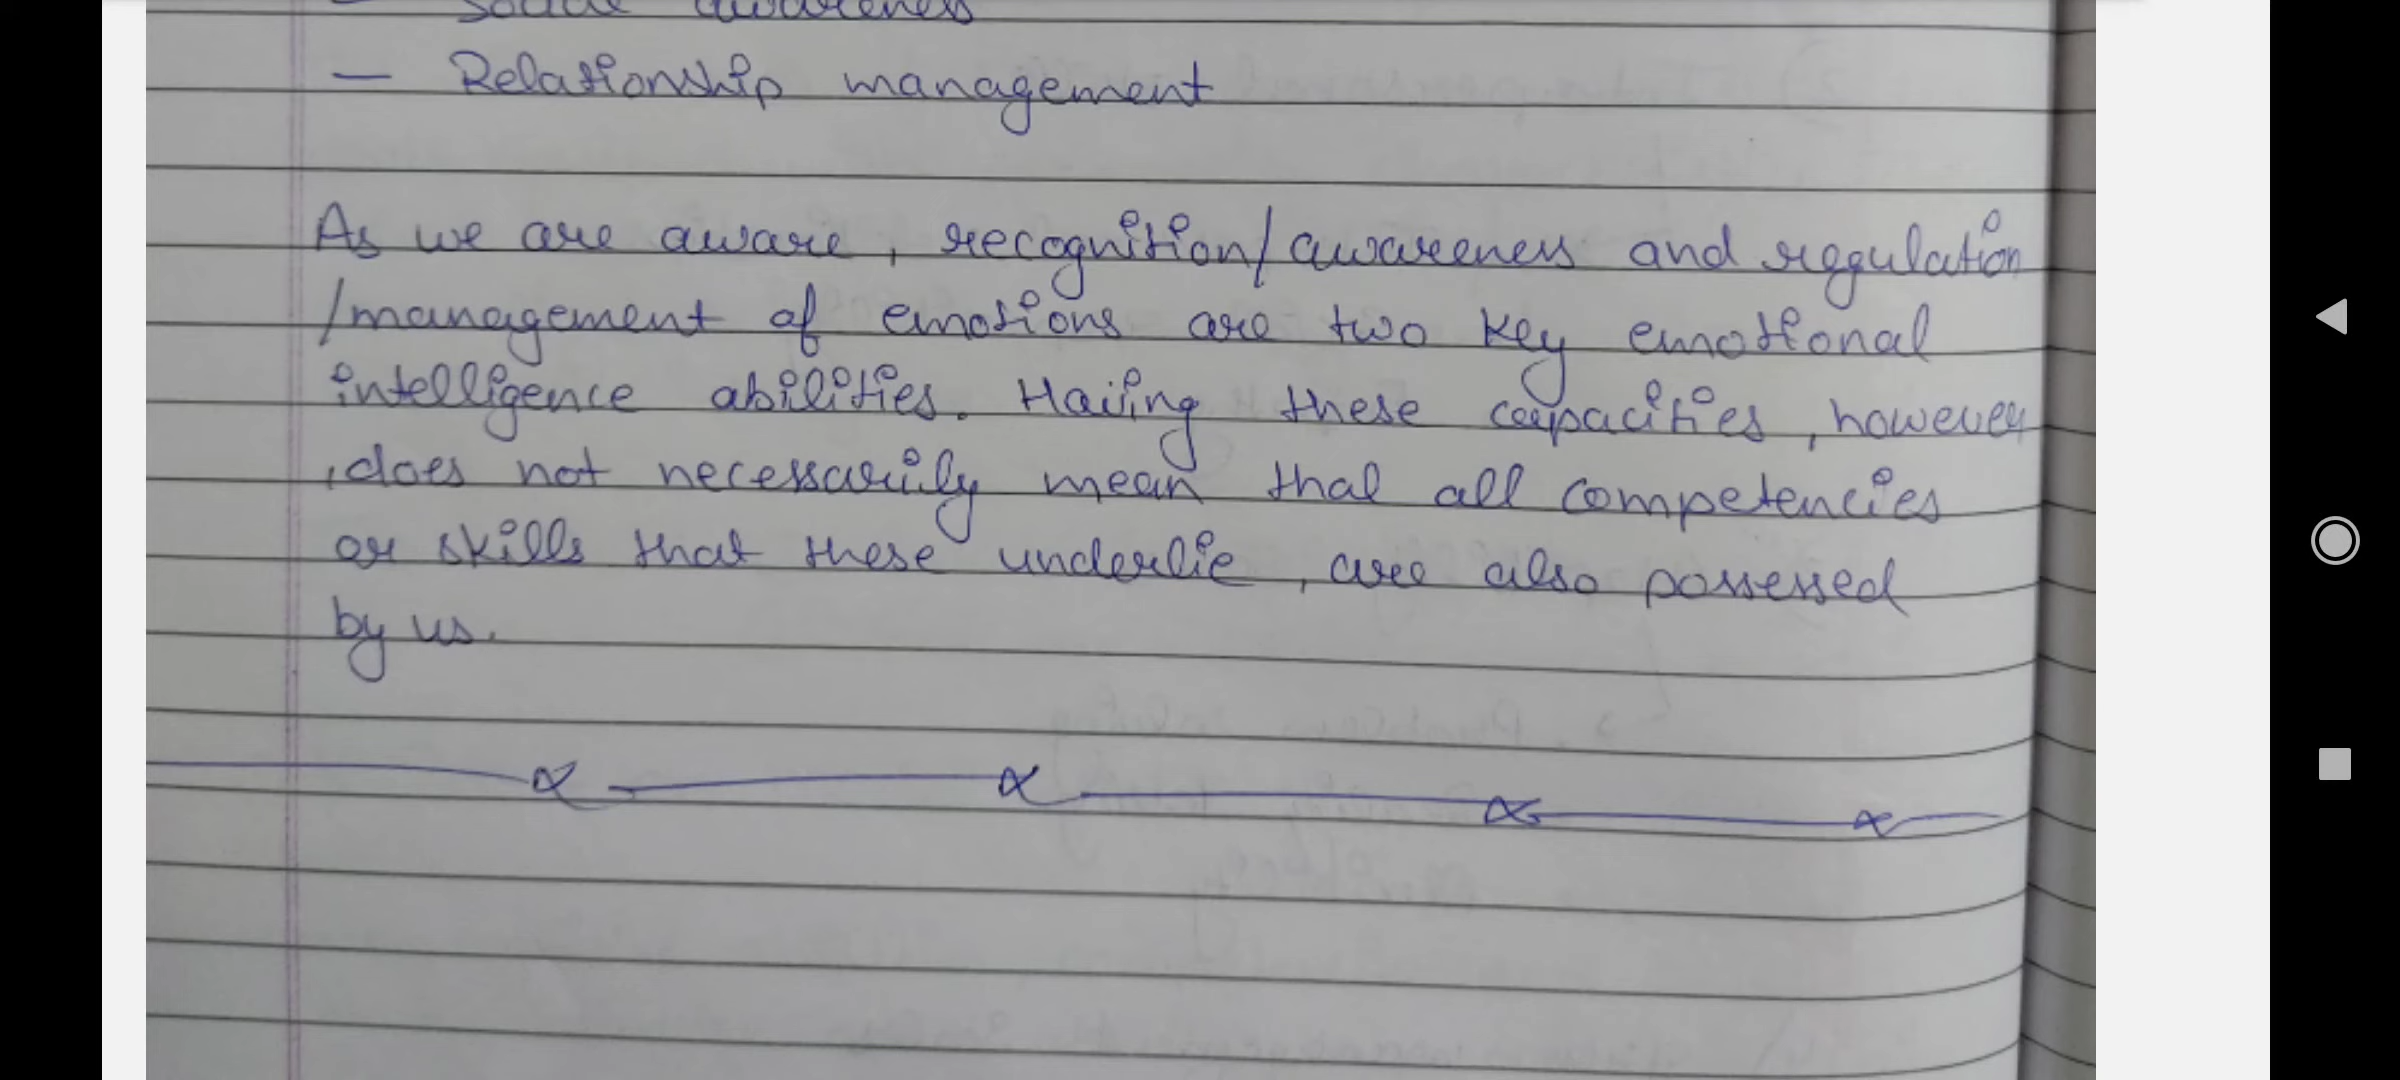 — Social awareness
— Relationship management
As we are aware, recognition/awareness and regulation
/management of emotions are two key emotional
intelligence abilities. Having these capacities, however
, does not necessarily mean that all competencies
or skills that these underlie, are also possessed
by us.